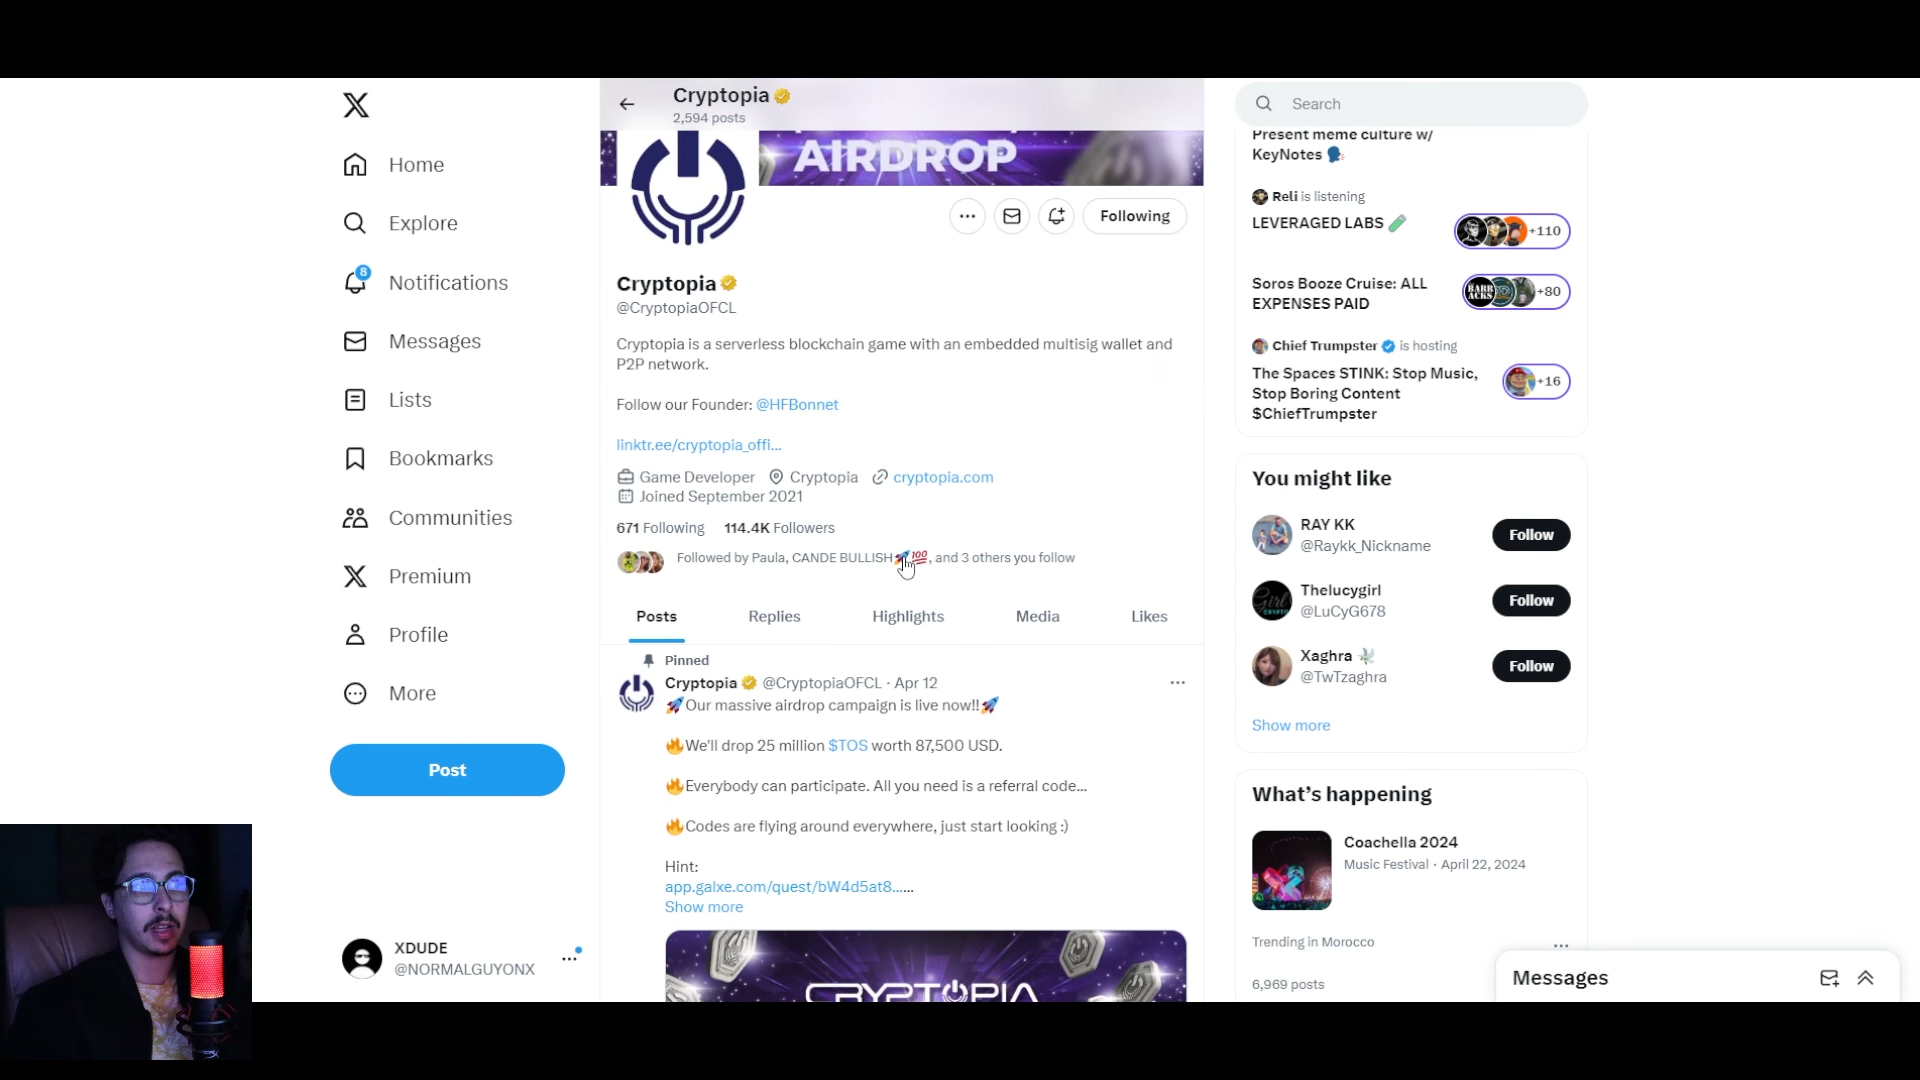 Home
Explore
8
Notifications
Messages
Lists
Bookmarks
Communities
Premium
Profile
More
Post
XDUDE
@NORMALGUYONX
Cryptopia
2,594 posts
AIRDROP
Following
Cryptopia
@CryptopiaOFCL
Cryptopia is a serverless blockchain game with an embedded multisig wallet and
P2P network.
Follow our Founder: @HFBonnet
linktr.ee/cryptopia_offi...
Game Developer Cryptopia cryptopia.com
Joined September 2021
671 Following 114.4K Followers
Followed by Paula, CANDE BULLISH🚀💯, and 3 others you follow
Posts Replies Highlights Media Likes
Pinned
Cryptopia @CryptopiaOFCL · Apr 12
🚀Our massive airdrop campaign is live now!!🚀
🔥We'll drop 25 million $TOS worth 87,500 USD.
🔥Everybody can participate. All you need is a referral code...
🔥Codes are flying around everywhere, just start looking :)
Hint:
app.galxe.com/quest/bW4d5at8......
Show more
CRYPTOPIA
Search
Present meme culture w/
KeyNotes 🗣
Reli is listening
LEVERAGED LABS 🧪
+110
Soros Booze Cruise: ALL
EXPENSES PAID
BARRACKS
+80
Chief Trumpster is hosting
The Spaces STINK: Stop Music,
Stop Boring Content
$ChiefTrumpster
+16
You might like
RAY KK
@Raykk_Nickname
Follow
Thelucygirl
@LuCyG678
Follow
Xaghra 🕊
@TwTzaghra
Follow
Show more
What's happening
Coachella 2024
Music Festival · April 22, 2024
Trending in Morocco
6,969 posts
Messages